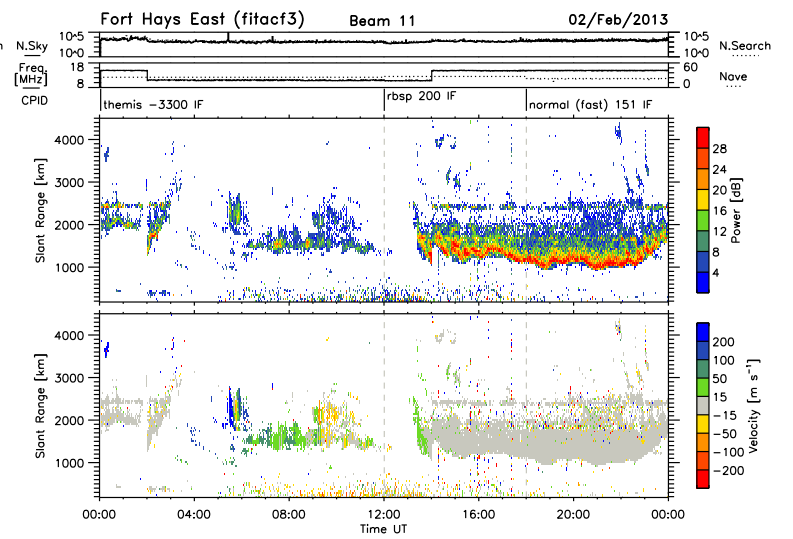 Fort Hays East (fitacf3) Beam 11 02/Feb/2013
n N.Sky 10^5 10^0 10^5 10^0 N.Search
Freq. [MHz] 18 8 60 0 Nave
CPID themis -3300 IF rbsp 200 IF normal (fast) 151 IF
Slant Range [km]
4000
3000
2000
1000
28
24
20
16
12
8
4
Power [dB]
Slant Range [km]
4000
3000
2000
1000
200
100
50
15
-15
-50
-100
-200
Velocity [m s⁻¹]
00:00 04:00 08:00 12:00 16:00 20:00 00:00
Time UT